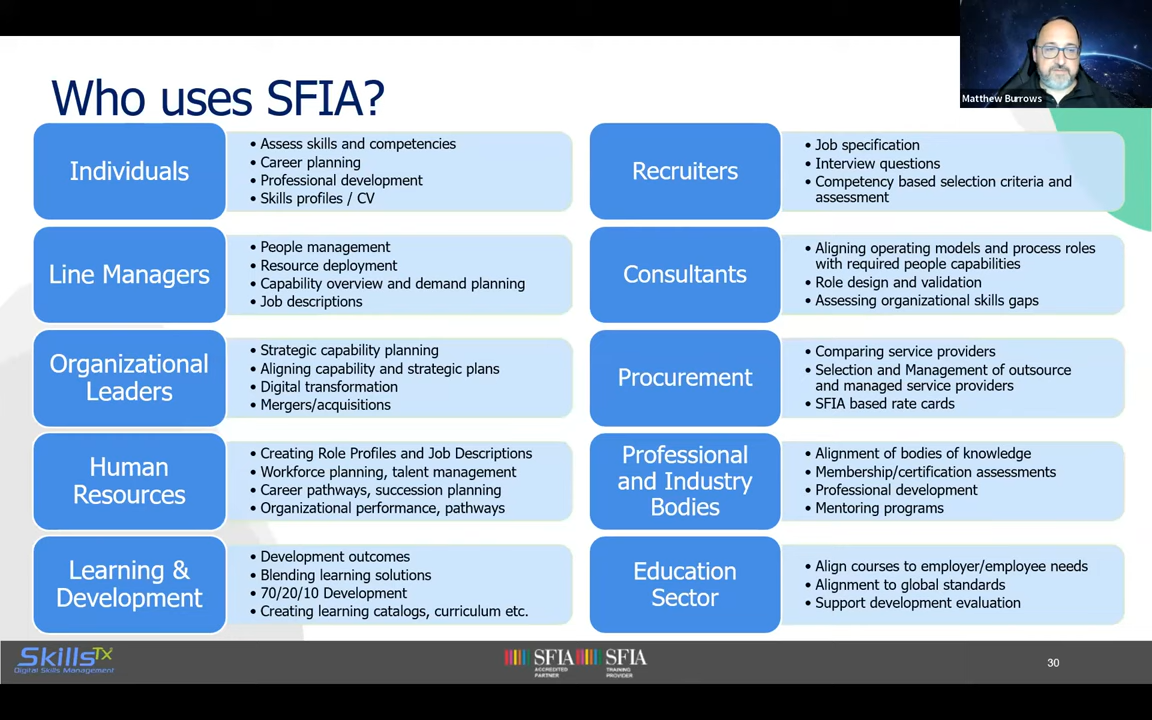 Who uses SFIA?
Matthew Burrows
Individuals
• Assess skills and competencies
• Career planning
• Professional development
• Skills profiles / CV
Line Managers
• People management
• Resource deployment
• Capability overview and demand planning
• Job descriptions
Organizational
Leaders
• Strategic capability planning
• Aligning capability and strategic plans
• Digital transformation
• Mergers/acquisitions
Human
Resources
• Creating Role Profiles and Job Descriptions
• Workforce planning, talent management
• Career pathways, succession planning
• Organizational performance, pathways
Learning &
Development
• Development outcomes
• Blending learning solutions
• 70/20/10 Development
• Creating learning catalogs, curriculum etc.
Recruiters
• Job specification
• Interview questions
• Competency based selection criteria and
assessment
Consultants
• Aligning operating models and process roles
with required people capabilities
• Role design and validation
• Assessing organizational skills gaps
Procurement
• Comparing service providers
• Selection and Management of outsource
and managed service providers
• SFIA based rate cards
Professional
and Industry
Bodies
• Alignment of bodies of knowledge
• Membership/certification assessments
• Professional development
• Mentoring programs
Education
Sector
• Align courses to employer/employee needs
• Alignment to global standards
• Support development evaluation
SkillsTX
Digital Skills Management
SFIA
ACCREDITED
PARTNER
SFIA
TRAINING
PROVIDER
30